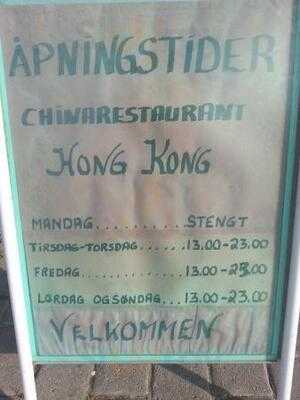 ÅPNINGSTIDER
CHINARESTAURANT
HONG KONG
MANDAG..........STENGT
TIRSDAG-TORSDAG......13.00-23.00
FREDAG..............13.00-23.00
LØRDAG OG SØNDAG...13.00-23.00
VELKOMMEN